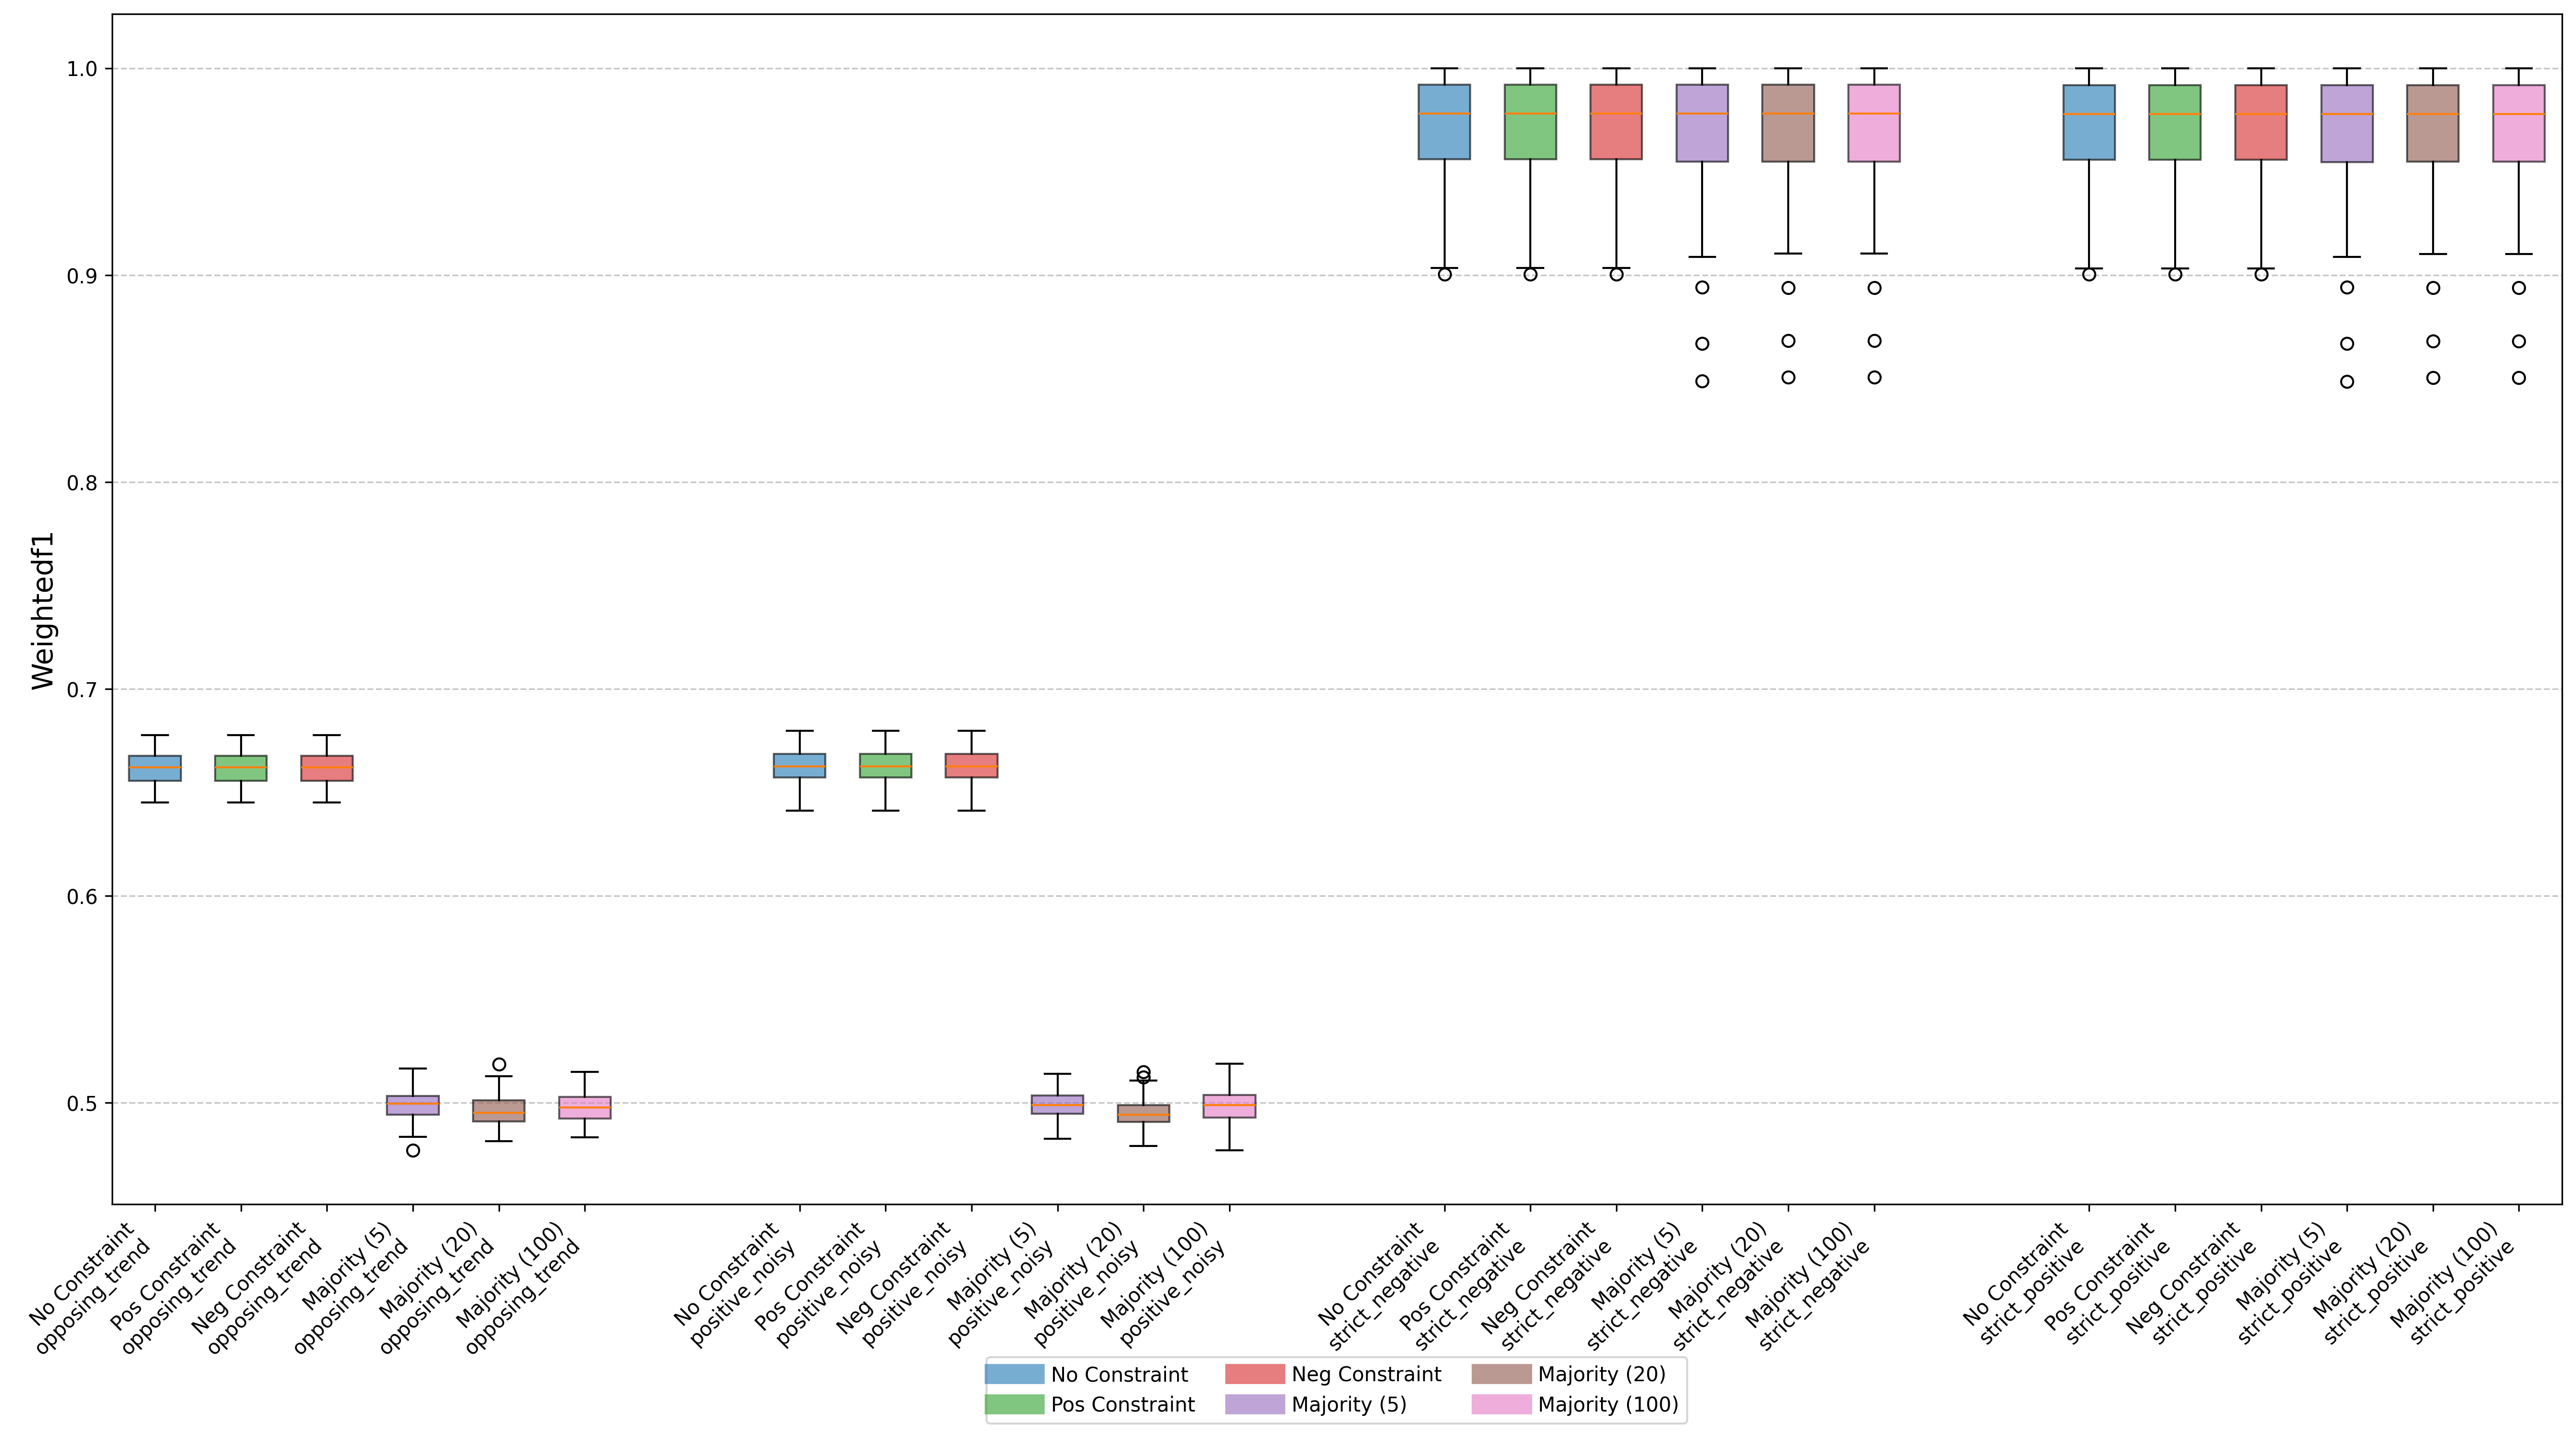 Weightedf1
1.0
0.9
0.8
0.7
0.6
0.5
No Constraint
opposing_trend
Pos Constraint
opposing_trend
Neg Constraint
opposing_trend
Majority (5)
opposing_trend
Majority (20)
opposing_trend
Majority (100)
opposing_trend
No Constraint
positive_noisy
Pos Constraint
positive_noisy
Neg Constraint
positive_noisy
Majority (5)
positive_noisy
Majority (20)
positive_noisy
Majority (100)
positive_noisy
No Constraint
strict_negative
Pos Constraint
strict_negative
Neg Constraint
strict_negative
Majority (5)
strict_negative
Majority (20)
strict_negative
Majority (100)
strict_negative
No Constraint
strict_positive
Pos Constraint
strict_positive
Neg Constraint
strict_positive
Majority (5)
strict_positive
Majority (20)
strict_positive
Majority (100)
strict_positive
No Constraint
Pos Constraint
Neg Constraint
Majority (5)
Majority (20)
Majority (100)